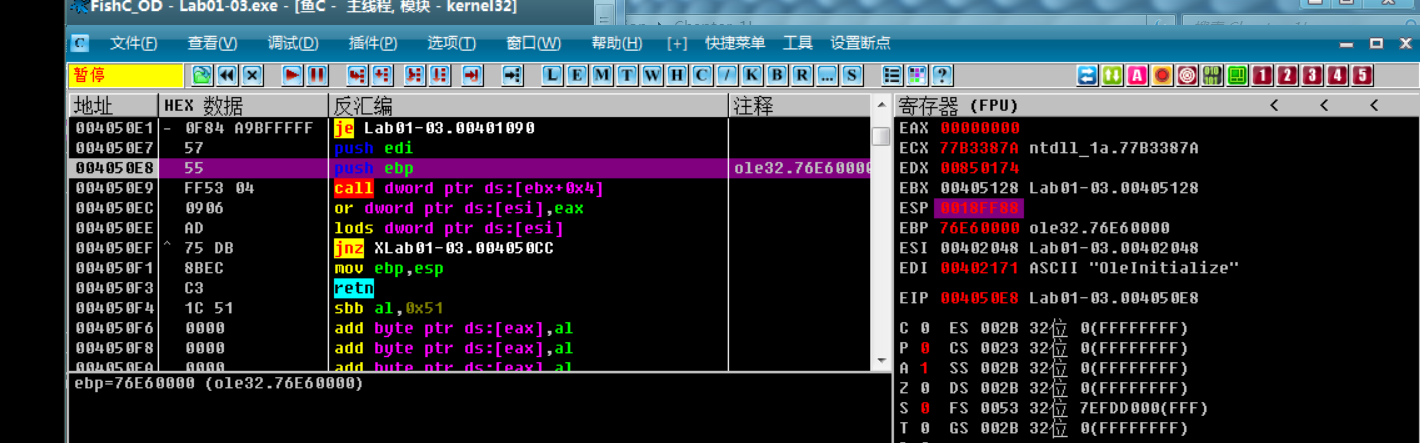 FishC_OD - Lab01-03.exe - [鱼C - 主线程, 模块 - kernel32]
文件(F) 查看(V) 调试(D) 插件(P) 选项(T) 窗口(W) 帮助(H) [+] 快捷菜单 工具 设置断点
暂停 L E M T W H C / K B R ... S ? A 1 2 3 4 5
地址 HEX 数据 反汇编 注释
004050E1 - 0F84 A9BFFFFF je Lab01-03.00401090
004050E7 57 push edi
004050E8 55 push ebp ole32.76E60000
004050E9 FF53 04 call dword ptr ds:[ebx+0x4]
004050EC 0906 or dword ptr ds:[esi],eax
004050EE AD lods dword ptr ds:[esi]
004050EF ^ 75 DB jnz XLab01-03.004050CC
004050F1 8BEC mov ebp,esp
004050F3 C3 retn
004050F4 1C 51 sbb al,0x51
004050F6 0000 add byte ptr ds:[eax],al
004050F8 0000 add byte ptr ds:[eax],al
004050FA 0000 add byte ptr ds:[eax],al
ebp=76E60000 (ole32.76E60000)
寄存器 (FPU) < < <
EAX 00000000
ECX 77B3387A ntdll_1a.77B3387A
EDX 00850174
EBX 00405128 Lab01-03.00405128
ESP 0018FF88
EBP 76E60000 ole32.76E60000
ESI 00402048 Lab01-03.00402048
EDI 00402171 ASCII "OleInitialize"
EIP 004050E8 Lab01-03.004050E8
C 0 ES 002B 32位 0(FFFFFFFF)
P 0 CS 0023 32位 0(FFFFFFFF)
A 1 SS 002B 32位 0(FFFFFFFF)
Z 0 DS 002B 32位 0(FFFFFFFF)
S 0 FS 0053 32位 7EFDD000(FFF)
T 0 GS 002B 32位 0(FFFFFFFF)